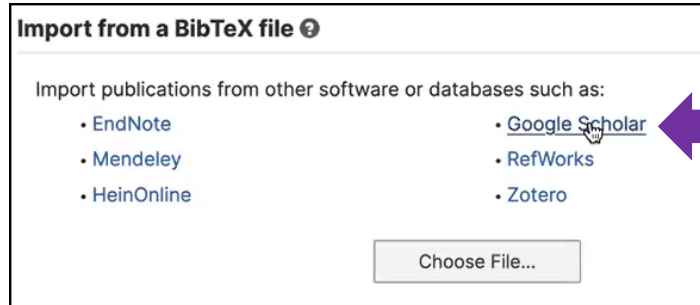 Import from a BibTeX file ?
Import publications from other software or databases such as:
• EndNote
• Google Scholar
• Mendeley
• RefWorks
• HeinOnline
• Zotero
Choose File...